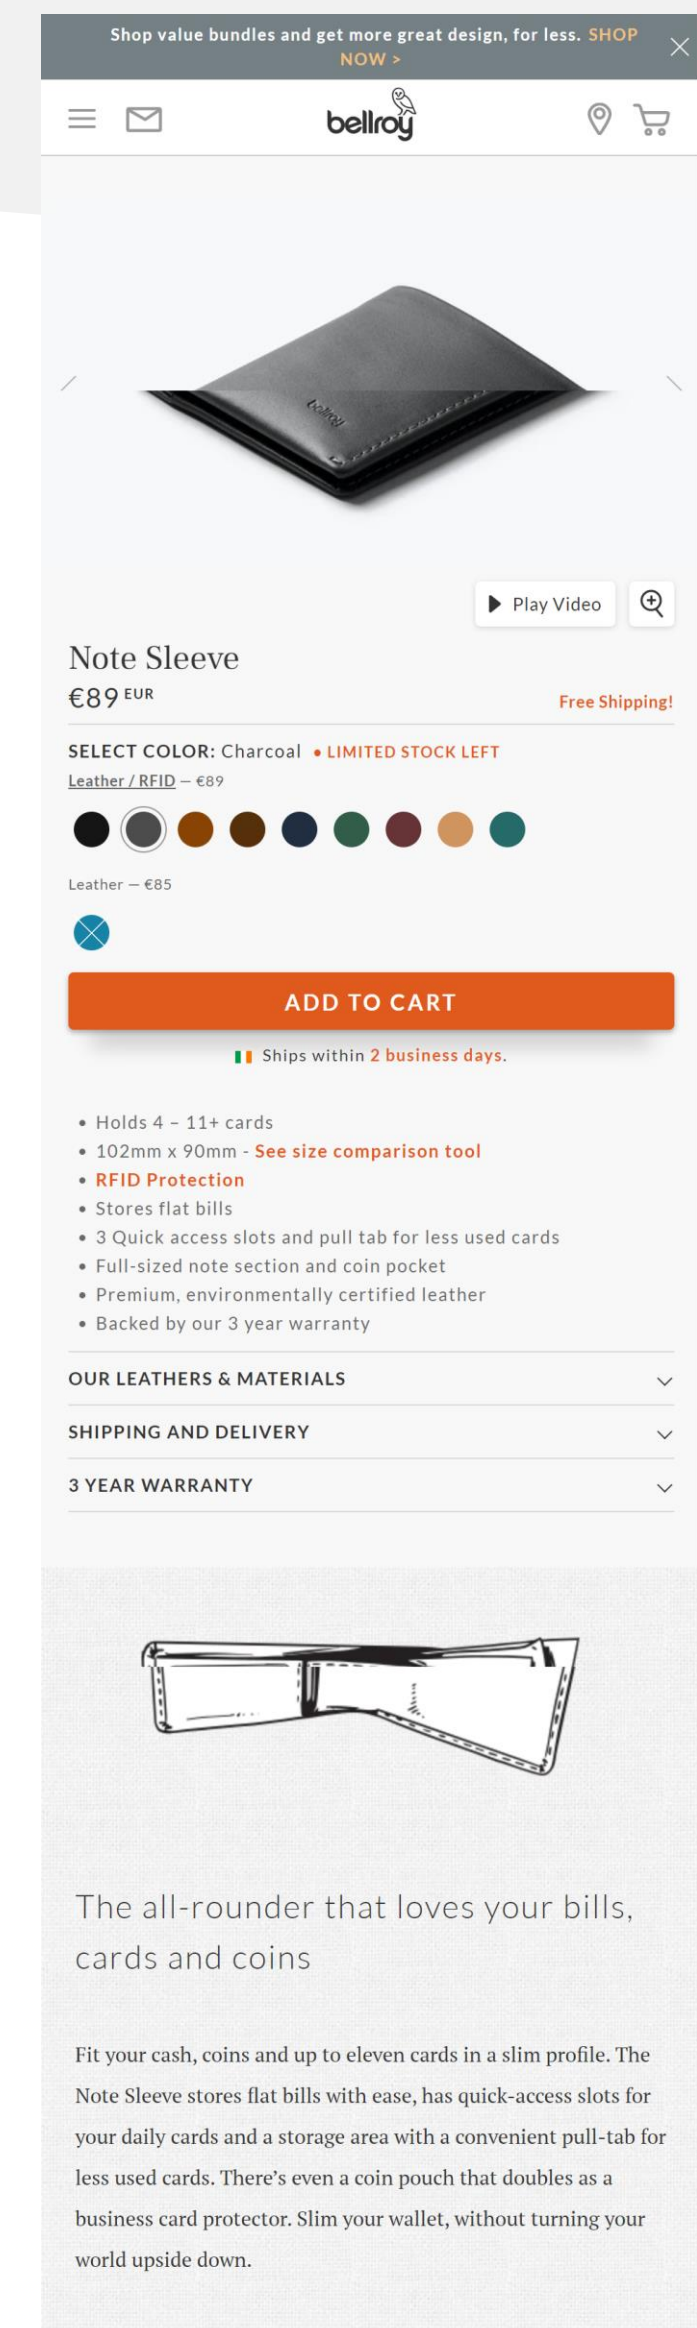 Shop value bundles and get more great design, for less. SHOP
NOW >
bellroy
bellroy
Play Video
Note Sleeve
€89 EUR
Free Shipping!
SELECT COLOR: Charcoal • LIMITED STOCK LEFT
Leather / RFID — €89
Leather — €85
ADD TO CART
Ships within 2 business days.
• Holds 4 – 11+ cards
• 102mm x 90mm - See size comparison tool
• RFID Protection
• Stores flat bills
• 3 Quick access slots and pull tab for less used cards
• Full-sized note section and coin pocket
• Premium, environmentally certified leather
• Backed by our 3 year warranty
OUR LEATHERS & MATERIALS
SHIPPING AND DELIVERY
3 YEAR WARRANTY
The all-rounder that loves your bills,
cards and coins
Fit your cash, coins and up to eleven cards in a slim profile. The
Note Sleeve stores flat bills with ease, has quick-access slots for
your daily cards and a storage area with a convenient pull-tab for
less used cards. There’s even a coin pouch that doubles as a
business card protector. Slim your wallet, without turning your
world upside down.